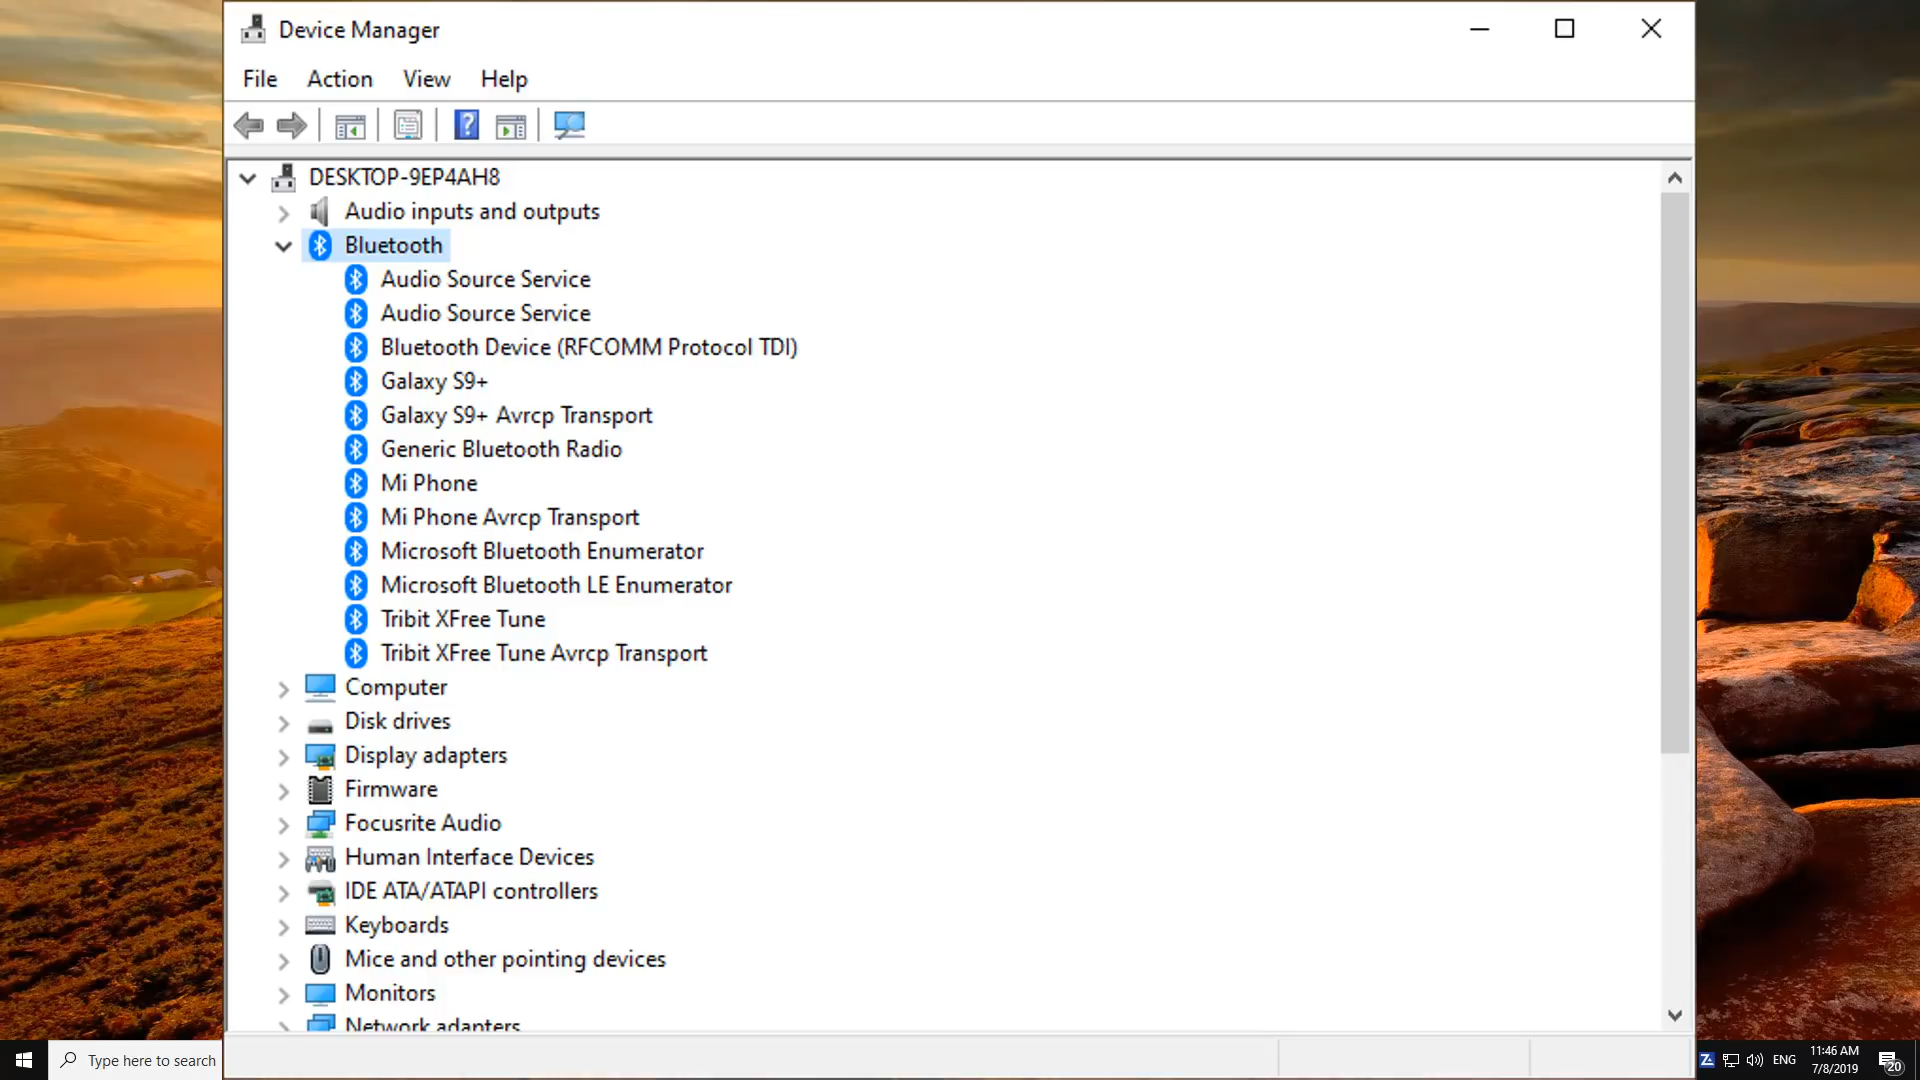 Device Manager
File Action View Help
DESKTOP-9EP4AH8
Audio inputs and outputs
Bluetooth
Audio Source Service
Audio Source Service
Bluetooth Device (RFCOMM Protocol TDI)
Galaxy S9+
Galaxy S9+ Avrcp Transport
Generic Bluetooth Radio
Mi Phone
Mi Phone Avrcp Transport
Microsoft Bluetooth Enumerator
Microsoft Bluetooth LE Enumerator
Tribit XFree Tune
Tribit XFree Tune Avrcp Transport
Computer
Disk drives
Display adapters
Firmware
Focusrite Audio
Human Interface Devices
IDE ATA/ATAPI controllers
Keyboards
Mice and other pointing devices
Monitors
Network adapters
Type here to search
ENG
11:46 AM
7/8/2019
20